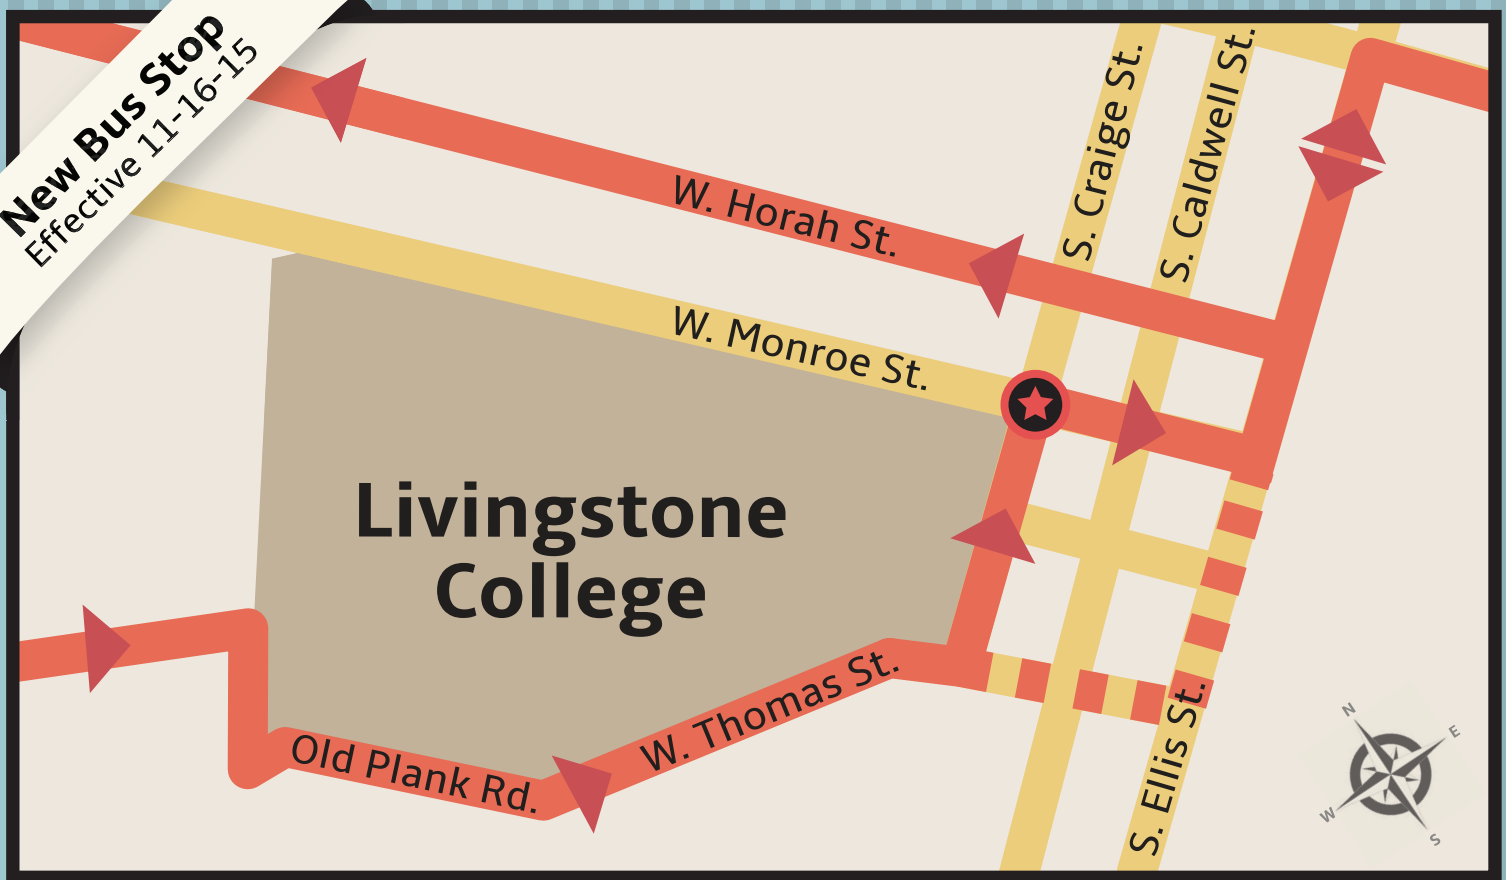 New Bus Stop
Effective 11-16-15
S. Craige St.
S. Caldwell St.
W. Horah St.
W. Monroe St.
Livingstone
College
W. Thomas St.
Old Plank Rd.
S. Ellis St.
N
E
W
S